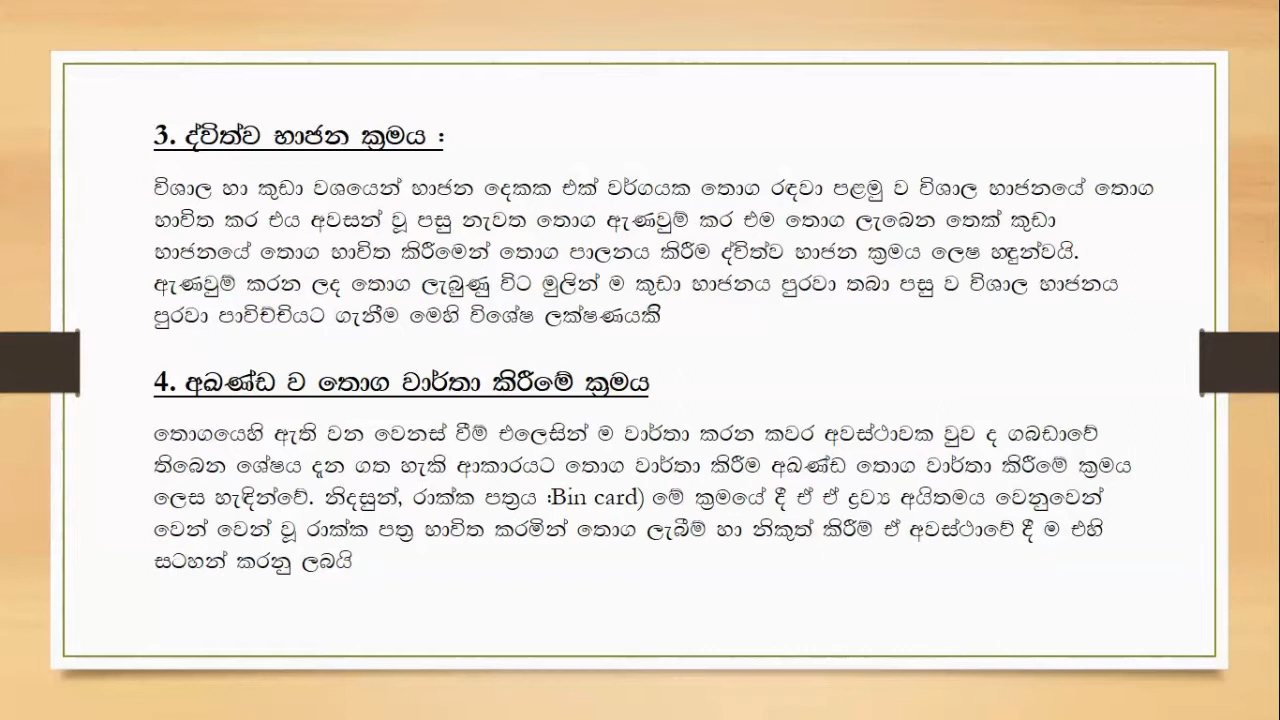 3. ද්විත්ව භාජන ක්‍රමය :
විශාල හා කුඩා වශයෙන් භාජන දෙකක එක් වර්ගයක තොග රඳවා පළමු ව විශාල භාජනයේ තොග
භාවිත කර එය අවසන් වූ පසු නැවත තොග ඇණවුම් කර එම තොග ලැබෙන තෙක් කුඩා
භාජනයේ තොග භාවිත කිරීමෙන් තොග පාලනය කිරීම ද්විත්ව භාජන ක්‍රමය ලෙෂ හඳුන්වයි.
ඇණවුම් කරන ලද තොග ලැබුණු විට මුලින් ම කුඩා භාජනය පුරවා තබා පසු ව විශාල භාජනය
පුරවා පාවිච්චියට ගැනීම මෙහි විශේෂ ලක්ෂණයකි
4. අඛණ්ඩ ව තොග වාර්තා කිරීමේ ක්‍රමය
තොගයෙහි ඇති වන වෙනස් වීම් එලෙසින් ම වාර්තා කරන කවර අවස්ථාවක වුව ද ගබඩාවේ
තිබෙන ශේෂය දැන ගත හැකි ආකාරයට තොග වාර්තා කිරීම අඛණ්ඩ තොග වාර්තා කිරීමේ ක්‍රමය
ලෙස හැඳින්වේ. නිදසුන්, රාක්ක පත්‍රය :Bin card) මේ ක්‍රමයේ දී ඒ ඒ ද්‍රව්‍ය අයිතමය වෙනුවෙන්
වෙන් වෙන් වූ රාක්ක පත්‍ර භාවිත කරමින් තොග ලැබීම් හා නිකුත් කිරීම් ඒ අවස්ථාවේ දී ම එහි
සටහන් කරනු ලබයි